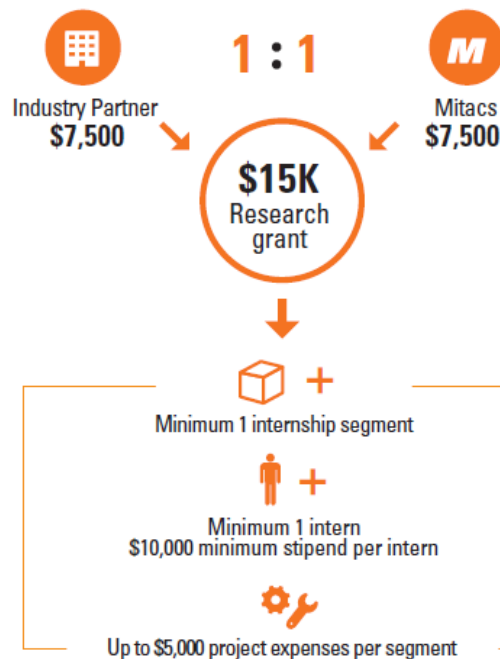 1 : 1
M
Industry Partner
$7,500
Mitacs
$7,500
$15K
Research
grant
Minimum 1 internship segment
Minimum 1 intern
$10,000 minimum stipend per intern
Up to $5,000 project expenses per segment